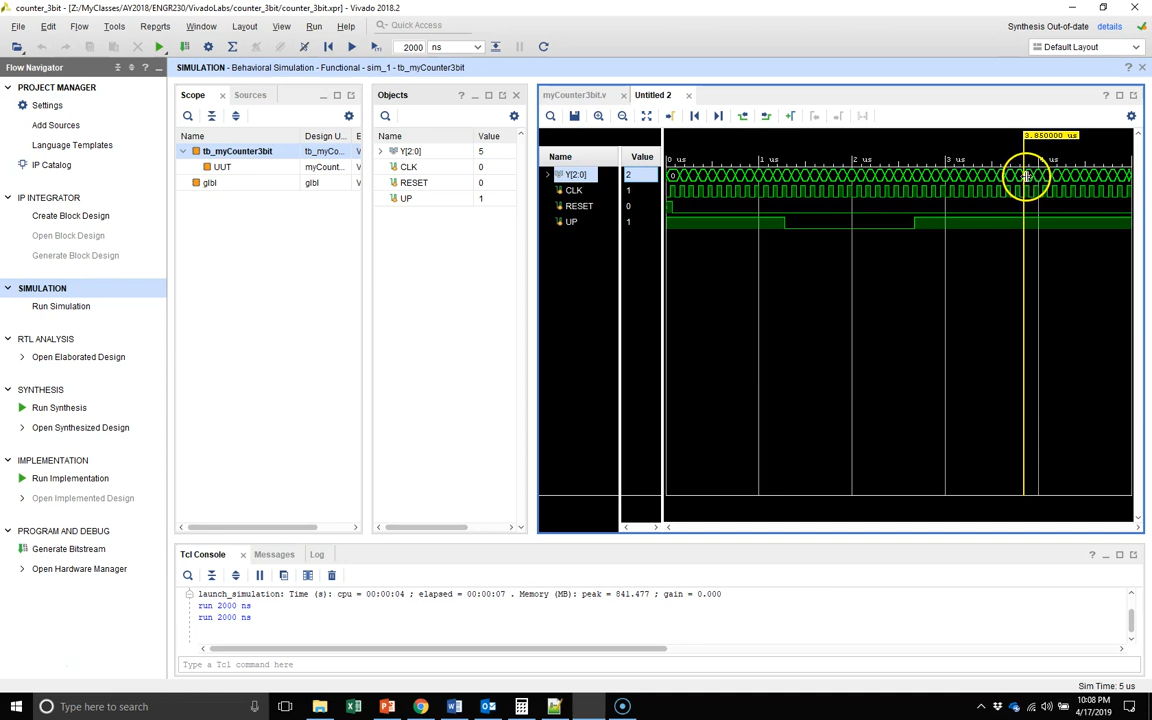 counter_3bit - [Z:/MyClasses/AY2018/ENGR230/VivadoLabs/counter_3bit/counter_3bit.xpr] - Vivado 2018.2
File Edit Flow Tools Reports Window Layout View Run Help Quick Access
Synthesis Out-of-date details
2000 ns
Default Layout
Flow Navigator
SIMULATION - Behavioral Simulation - Functional - sim_1 - tb_myCounter3bit
PROJECT MANAGER
Settings
Add Sources
Language Templates
IP Catalog
IP INTEGRATOR
Create Block Design
Open Block Design
Generate Block Design
SIMULATION
Run Simulation
RTL ANALYSIS
Open Elaborated Design
SYNTHESIS
Run Synthesis
Open Synthesized Design
IMPLEMENTATION
Run Implementation
Open Implemented Design
PROGRAM AND DEBUG
Generate Bitstream
Open Hardware Manager
Scope Sources
Name Design U...
tb_myCounter3bit tb_myCo...
UUT myCount...
glbl glbl
Objects
Name Value
Y[2:0] 5
CLK 0
RESET 0
UP 1
myCounter3bit.v Untitled 2
3.850000 us
Name Value
0 us 1 us 2 us 3 us 4 us
Y[2:0] 2 0
CLK 1
RESET 0
UP 1
Tcl Console Messages Log
launch_simulation: Time (s): cpu = 00:00:04 ; elapsed = 00:00:07 . Memory (MB): peak = 841.477 ; gain = 0.000
run 2000 ns
run 2000 ns
Type a Tcl command here
Sim Time: 5 us
Type here to search
10:08 PM
4/17/2019